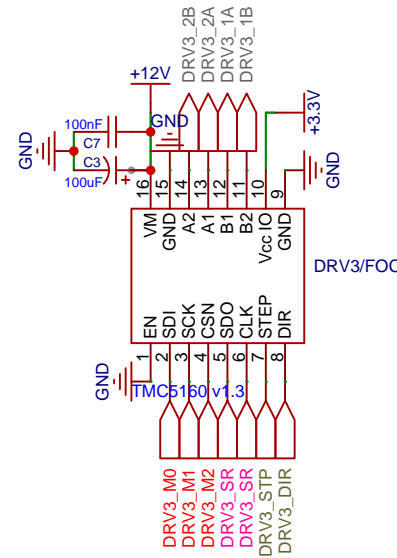 DRV3_2B
DRV3_2A
DRV3_1A
DRV3_1B
+12V
+3.3V
100nF
C7
GND
GND
C3
100uF
+
GND
16
15
14
13
12
11
10
9
VM
GND
A2
A1
B1
B2
Vcc IO
GND
DRV3/FOC
EN
SDI
SCK
CSN
SDO
CLK
STEP
DIR
1
2
3
4
5
6
7
8
GND
TMC5160 v1.3
DRV3_M0
DRV3_M1
DRV3_M2
DRV3_SR
DRV3_SR
DRV3_STP
DRV3_DIR